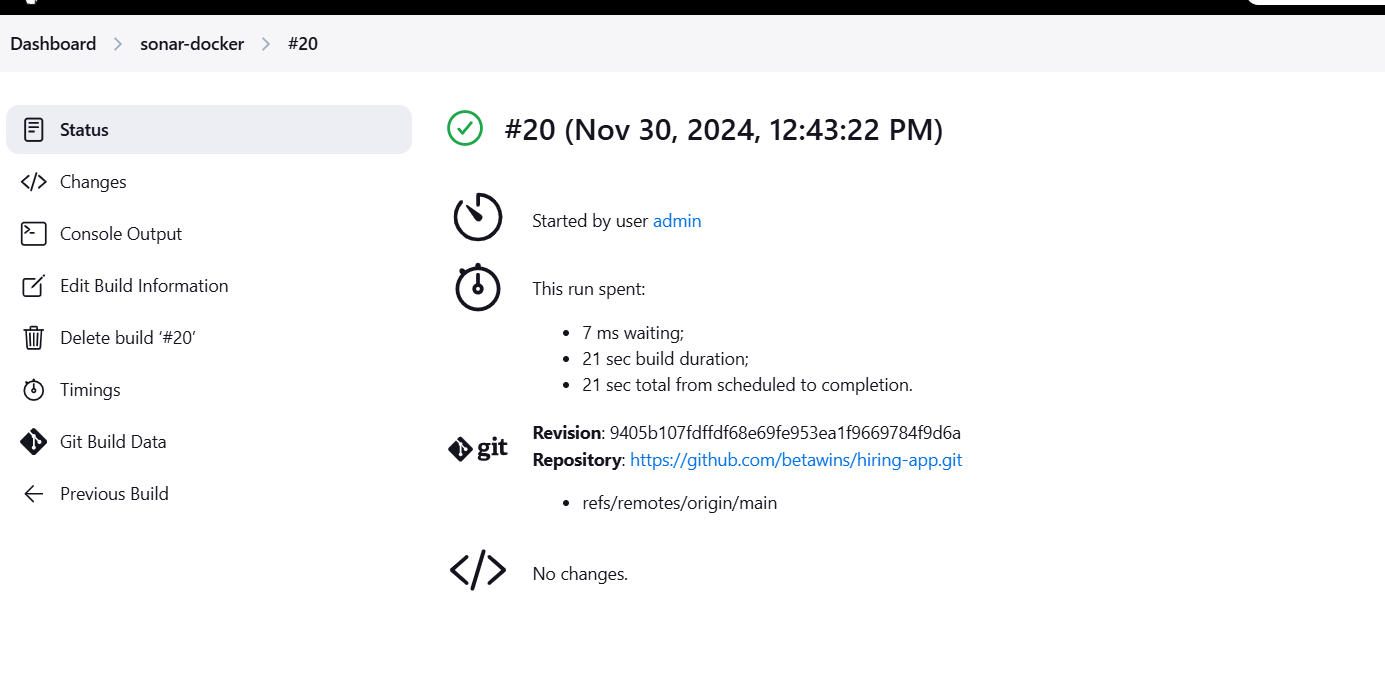 Dashboard > sonar-docker > #20
Status
Changes
Console Output
Edit Build Information
Delete build ‘#20’
Timings
Git Build Data
Previous Build
#20 (Nov 30, 2024, 12:43:22 PM)
Started by user admin
This run spent:
• 7 ms waiting;
• 21 sec build duration;
• 21 sec total from scheduled to completion.
git
Revision: 9405b107fdffdf68e69fe953ea1f9669784f9d6a
Repository: https://github.com/betawins/hiring-app.git
• refs/remotes/origin/main
No changes.